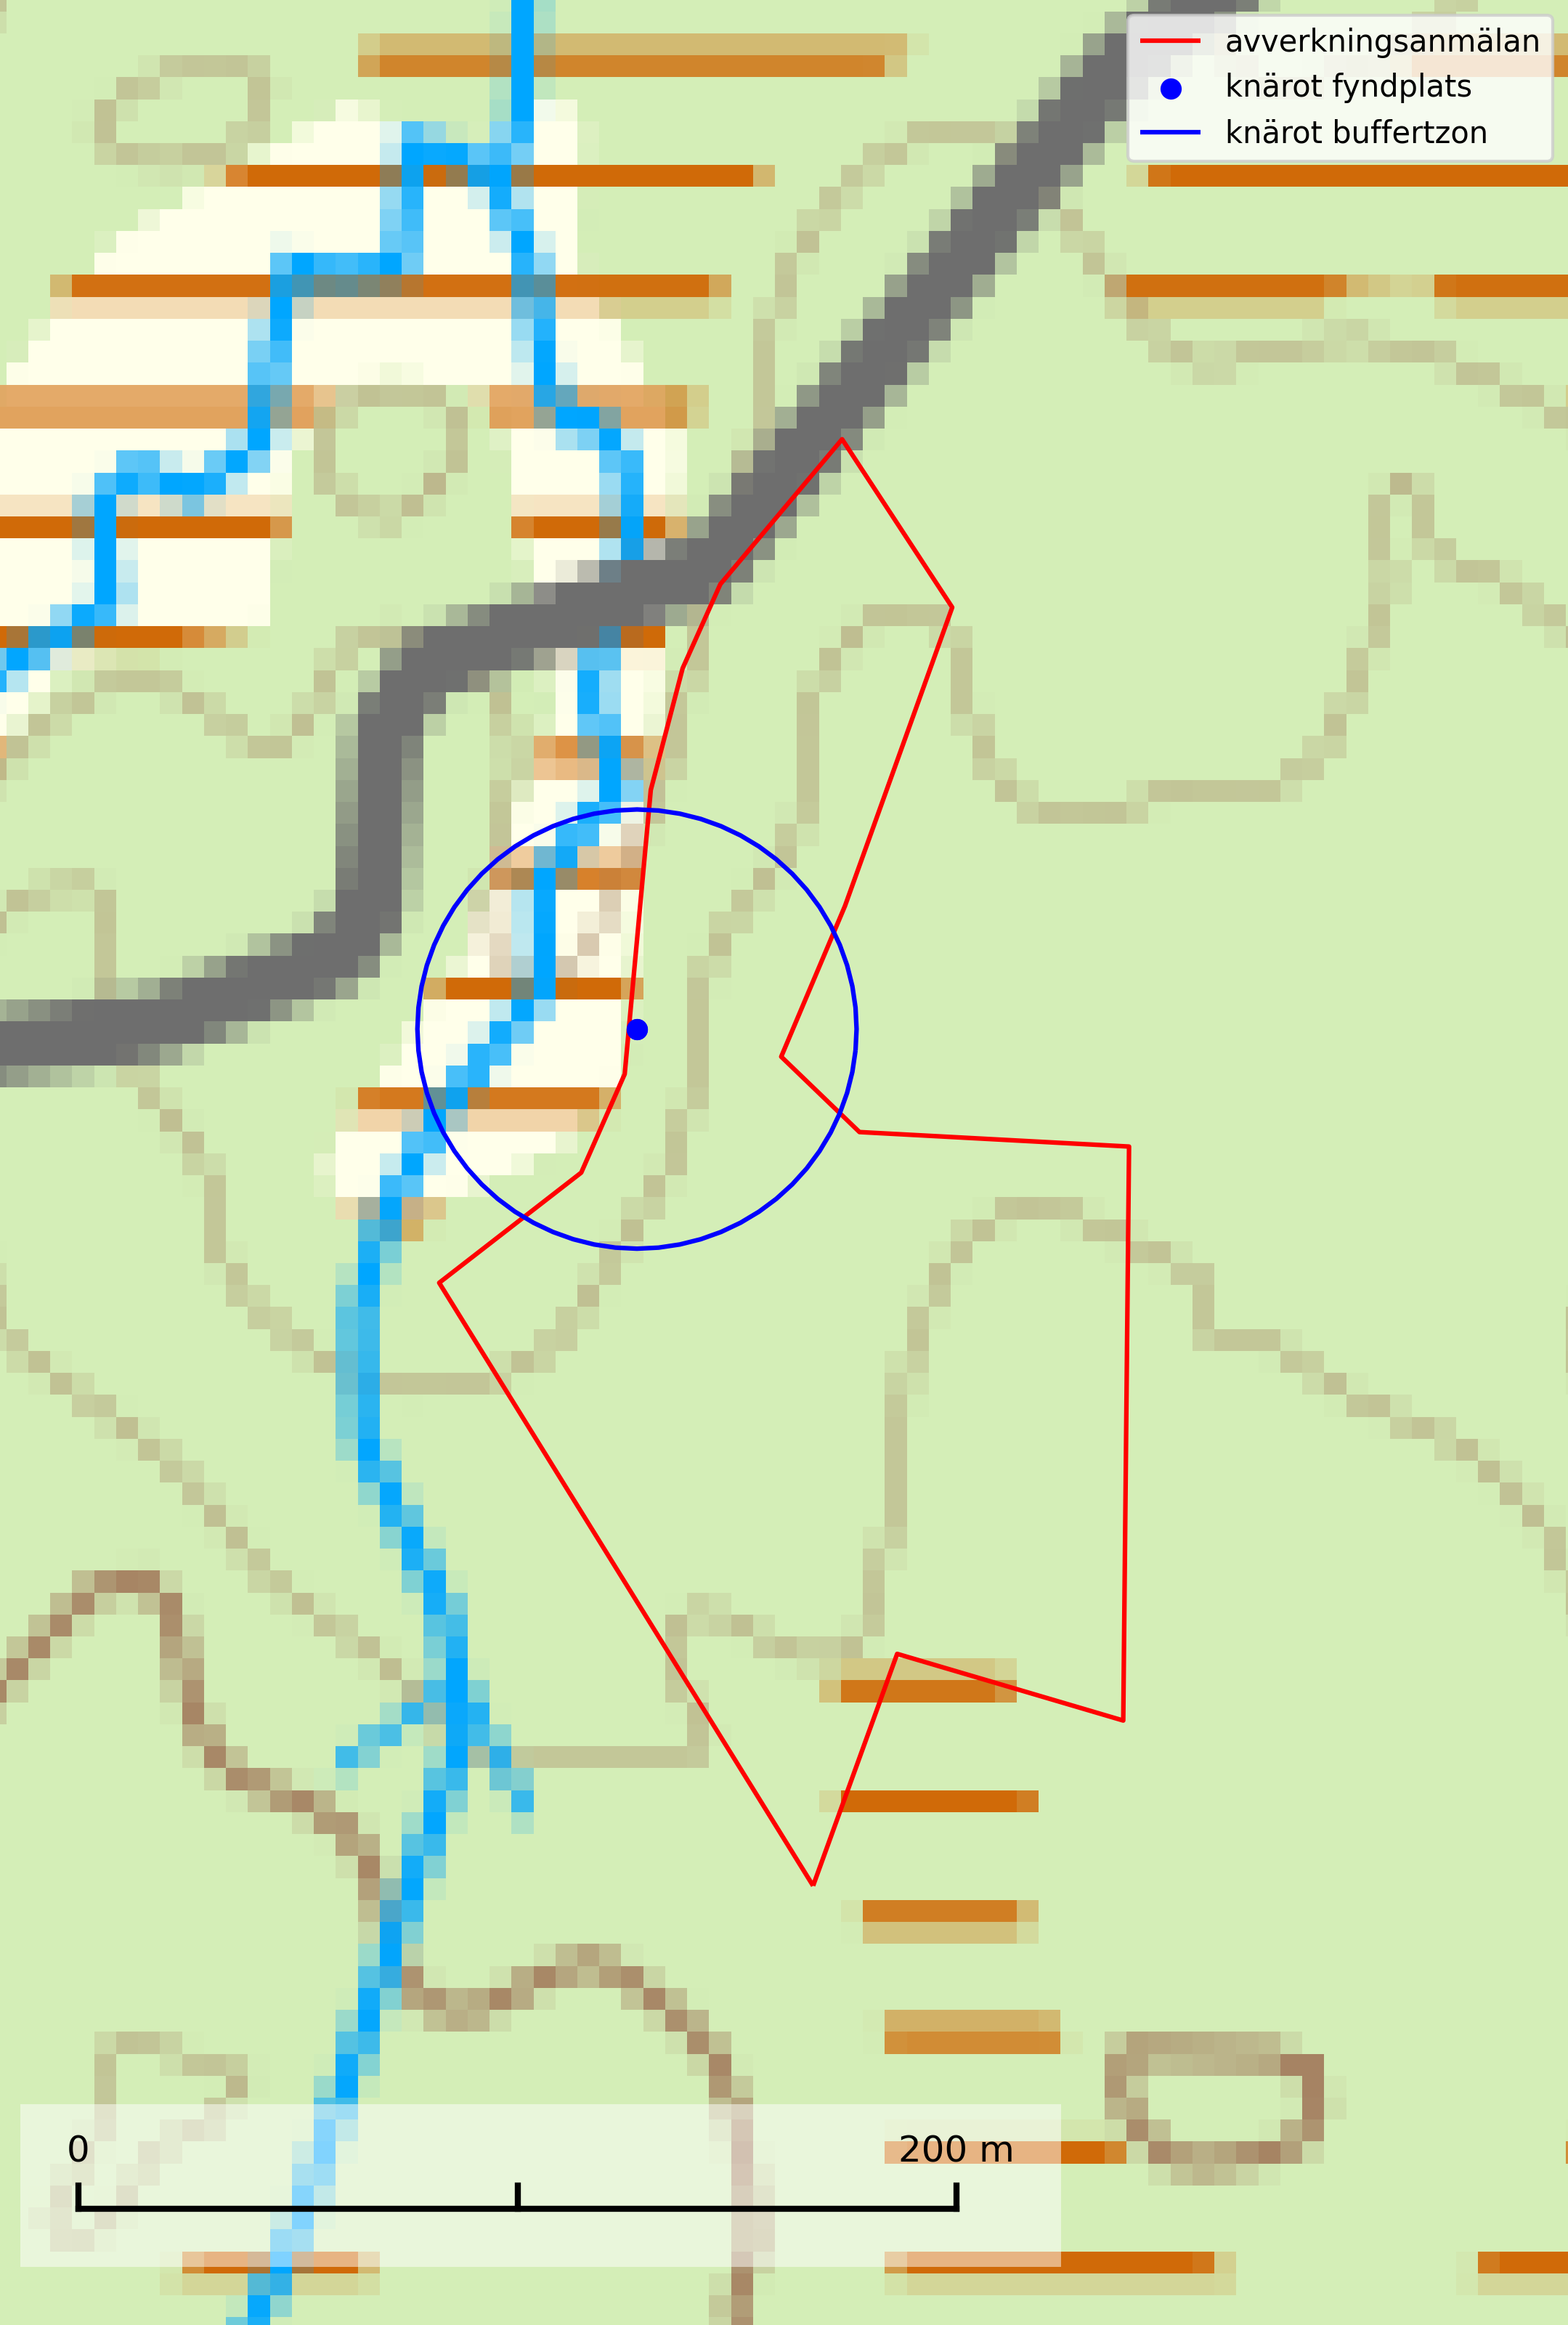 avverkningsanmälan
knärot fyndplats
knärot buffertzon
0 200 m